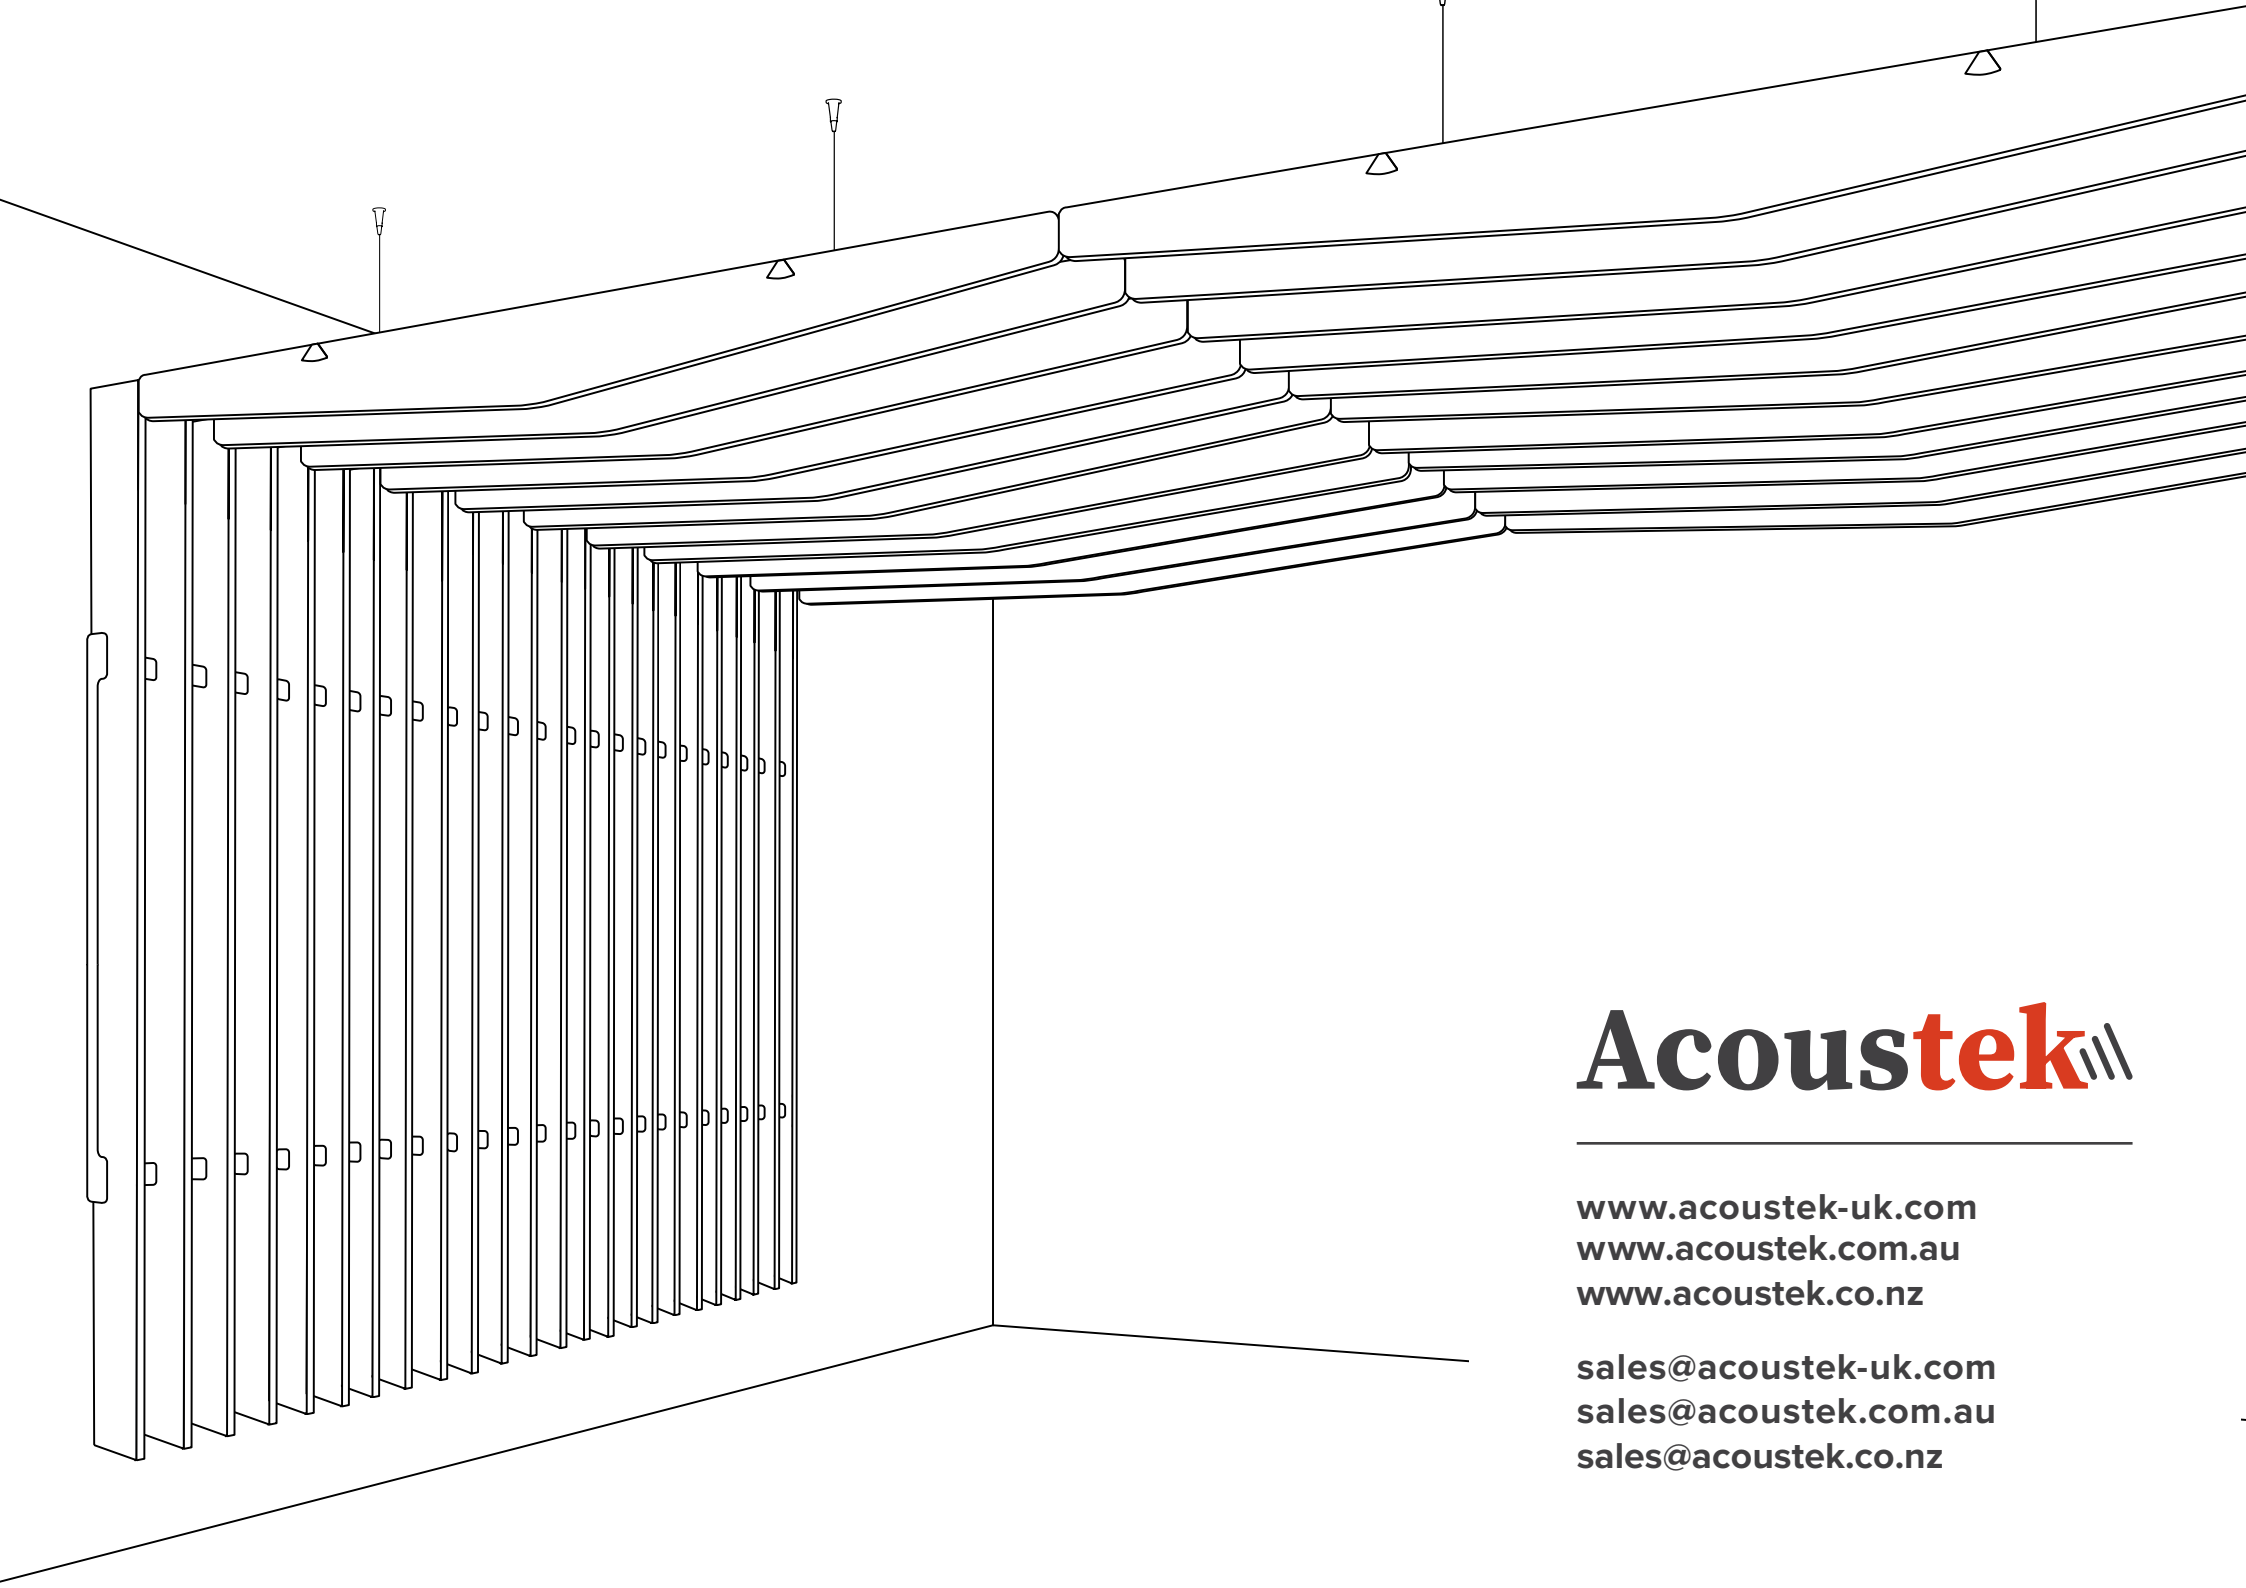 Acoustek
www.acoustek-uk.com
www.acoustek.com.au
www.acoustek.co.nz
sales@acoustek-uk.com
sales@acoustek.com.au
sales@acoustek.co.nz